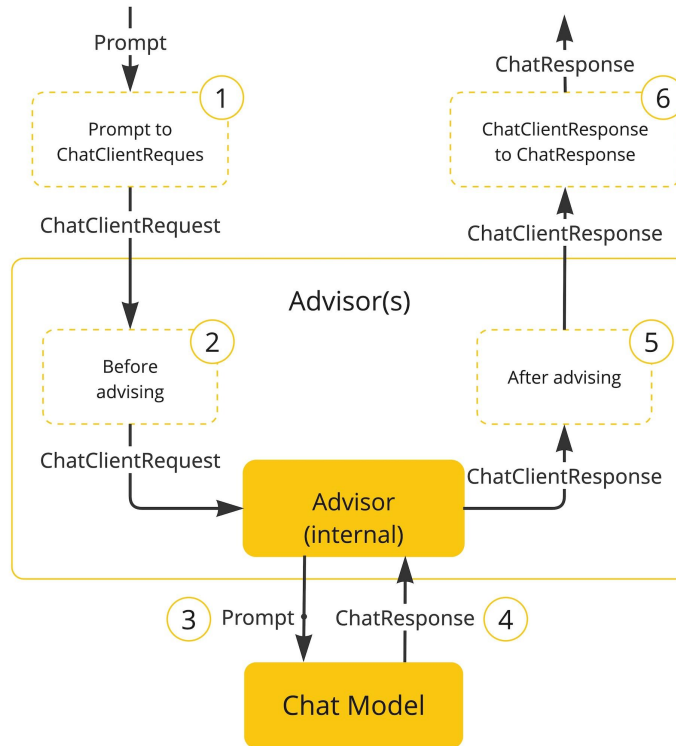 Prompt
ChatResponse
1
Prompt to
ChatClientReques
6
ChatClientResponse
to ChatResponse
ChatClientRequest
ChatClientResponse
Advisor(s)
2
Before
advising
5
After advising
ChatClientRequest
ChatClientResponse
Advisor
(internal)
3
Prompt
ChatResponse
4
Chat Model